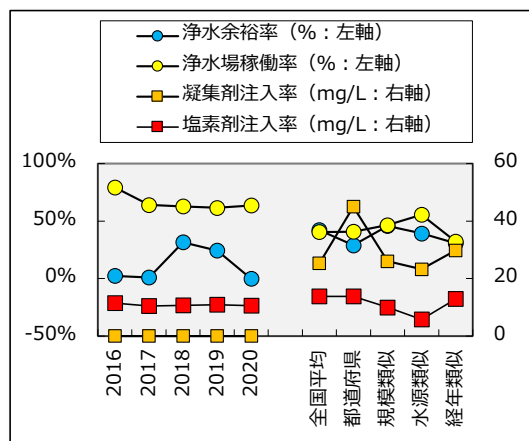 浄水余裕率（%：左軸）
浄水場稼働率（%：左軸）
凝集剤注入率（mg/L：右軸）
塩素剤注入率（mg/L：右軸）
100%
50%
0%
-50%
60
40
20
0
2016
2017
2018
2019
2020
全国平均
都道府県
規模類似
水源類似
経年類似